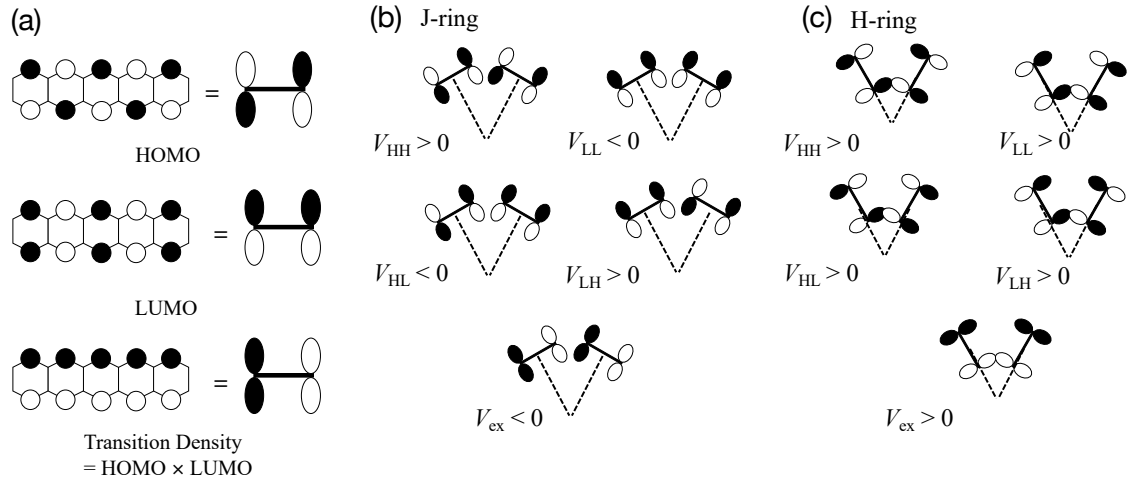 (a)
=
HOMO
=
LUMO
=
Transition Density
= HOMO × LUMO
(b) J-ring
V_HH > 0
V_LL < 0
V_HL < 0
V_LH > 0
V_ex < 0
(c) H-ring
V_HH > 0
V_LL > 0
V_HL > 0
V_LH > 0
V_ex > 0